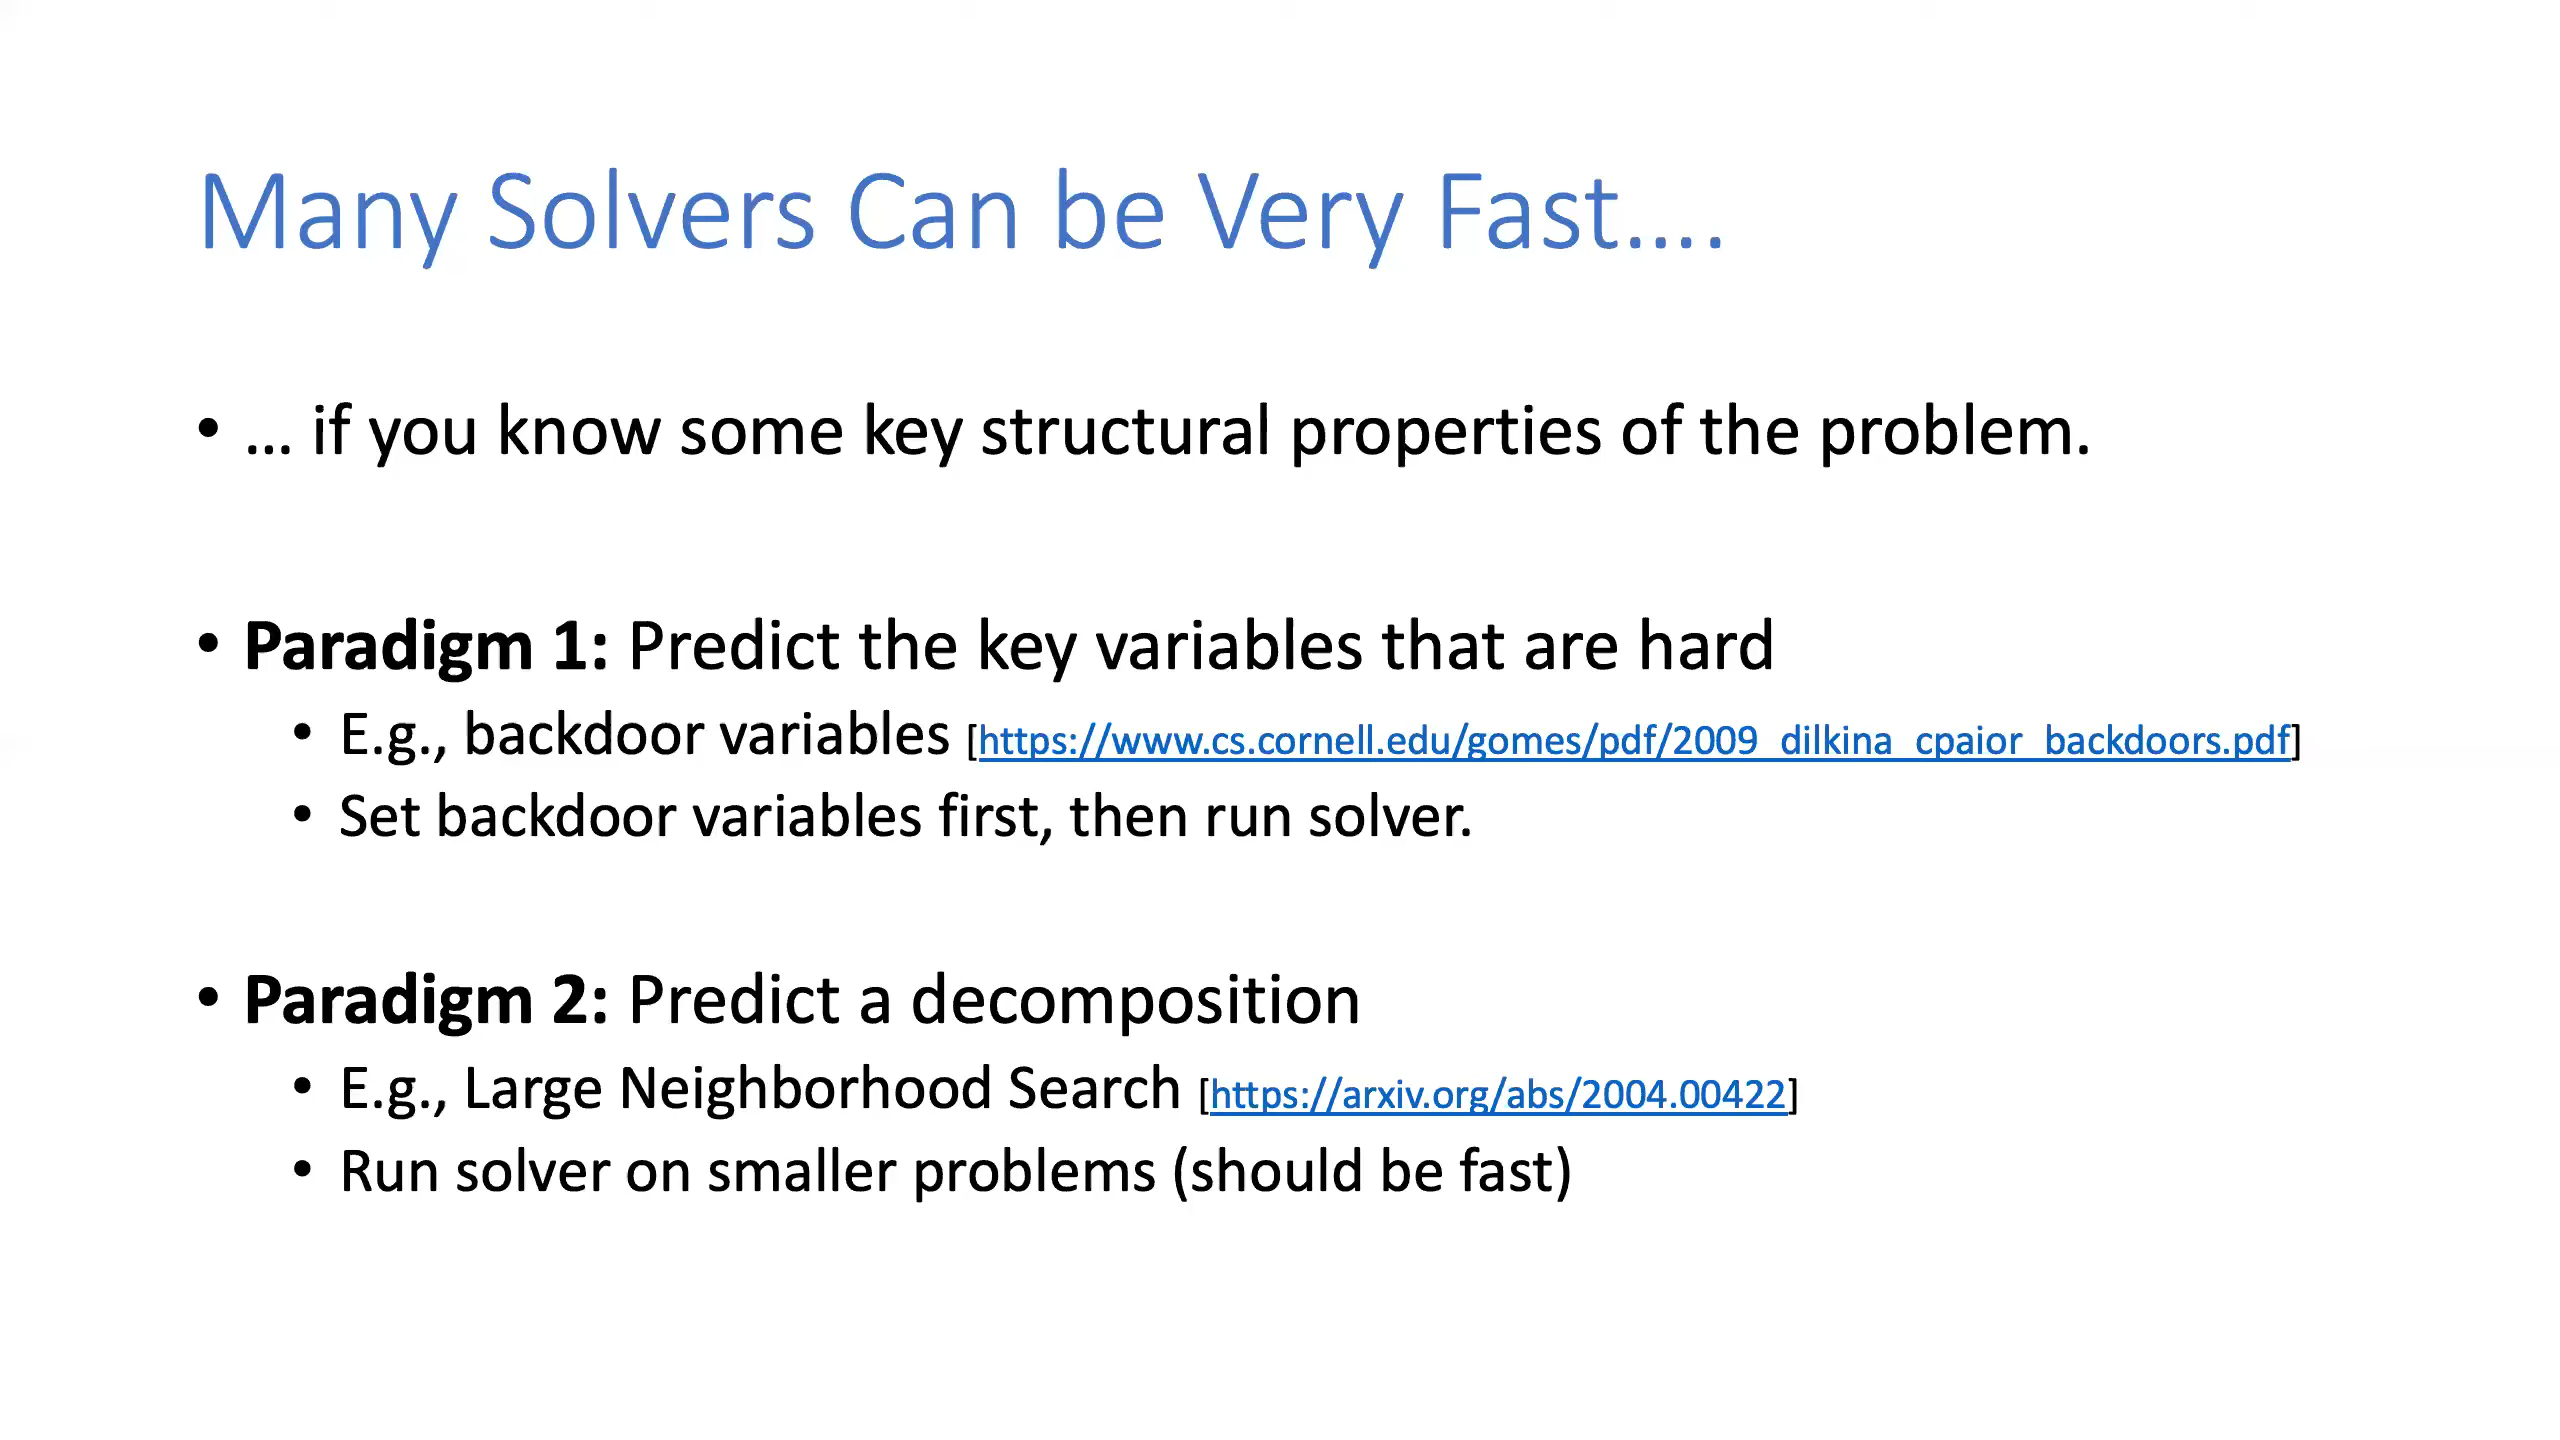 Many Solvers Can be Very Fast….
• … if you know some key structural properties of the problem.
• Paradigm 1: Predict the key variables that are hard
• E.g., backdoor variables [https://www.cs.cornell.edu/gomes/pdf/2009_dilkina_cpaior_backdoors.pdf]
• Set backdoor variables first, then run solver.
• Paradigm 2: Predict a decomposition
• E.g., Large Neighborhood Search [https://arxiv.org/abs/2004.00422]
• Run solver on smaller problems (should be fast)